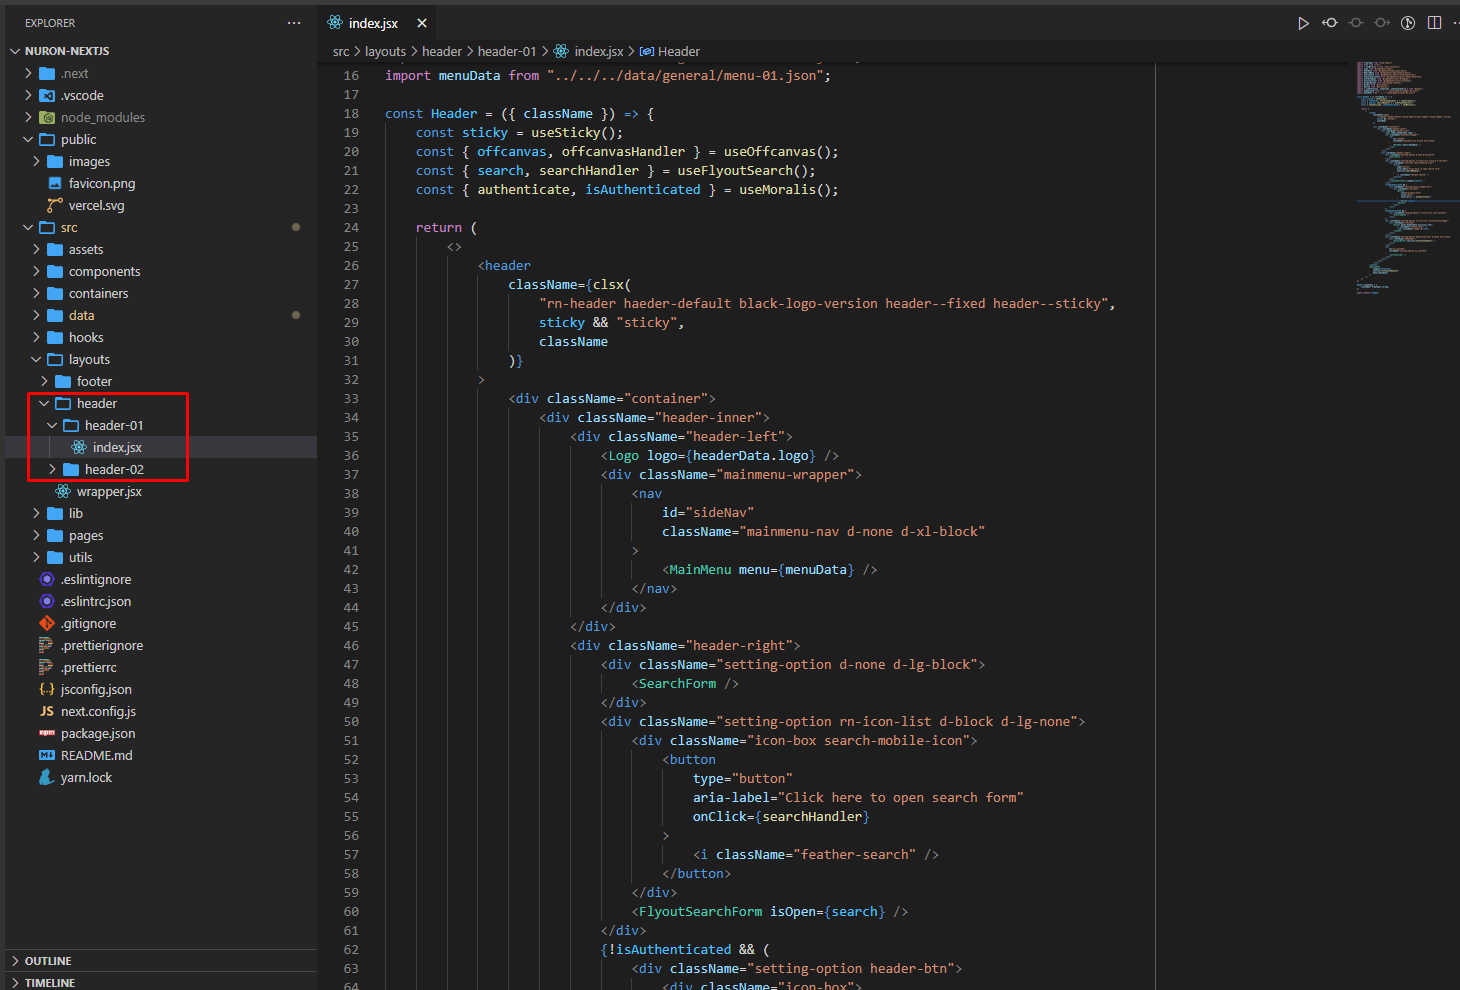 EXPLORER
NURON-NEXTJS
.next
.vscode
node_modules
public
images
favicon.png
vercel.svg
src
assets
components
containers
data
hooks
layouts
footer
header
header-01
index.jsx
header-02
wrapper.jsx
lib
pages
utils
.eslintignore
.eslintrc.json
.gitignore
.prettierignore
.prettierrc
jsconfig.json
JS next.config.js
package.json
README.md
yarn.lock
OUTLINE
TIMELINE
index.jsx
src > layouts > header > header-01 > index.jsx > Header
16 import menuData from "../../../data/general/menu-01.json";
17
18 const Header = ({ className }) => {
19 const sticky = useSticky();
20 const { offcanvas, offcanvasHandler } = useOffcanvas();
21 const { search, searchHandler } = useFlyoutSearch();
22 const { authenticate, isAuthenticated } = useMoralis();
23
24 return (
25 <>
26 <header
27 className={clsx(
28 "rn-header haeder-default black-logo-version header--fixed header--sticky",
29 sticky && "sticky",
30 className
31 )}
32 >
33 <div className="container">
34 <div className="header-inner">
35 <div className="header-left">
36 <Logo logo={headerData.logo} />
37 <div className="mainmenu-wrapper">
38 <nav
39 id="sideNav"
40 className="mainmenu-nav d-none d-xl-block"
41 >
42 <MainMenu menu={menuData} />
43 </nav>
44 </div>
45 </div>
46 <div className="header-right">
47 <div className="setting-option d-none d-lg-block">
48 <SearchForm />
49 </div>
50 <div className="setting-option rn-icon-list d-block d-lg-none">
51 <div className="icon-box search-mobile-icon">
52 <button
53 type="button"
54 aria-label="Click here to open search form"
55 onClick={searchHandler}
56 >
57 <i className="feather-search" />
58 </button>
59 </div>
60 <FlyoutSearchForm isOpen={search} />
61 </div>
62 {!isAuthenticated && (
63 <div className="setting-option header-btn">
64 <div className="icon-box">